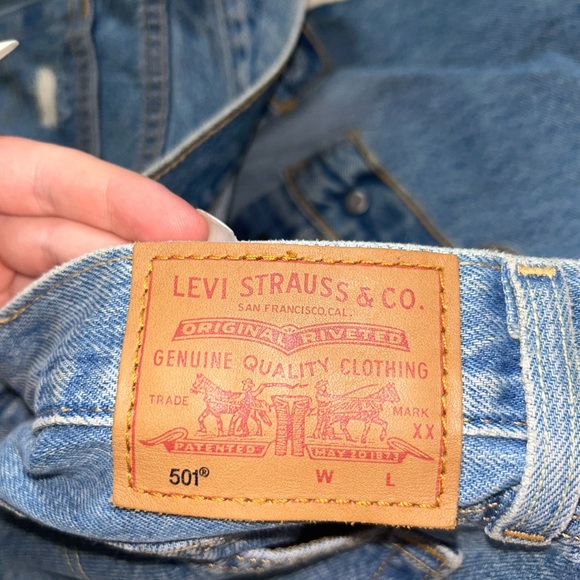 LEVI STRAUSS & CO.
SAN FRANCISCO, CAL.
ORIGINAL RIVETED
GENUINE QUALITY CLOTHING
TRADE MARK
XX
PATENTED MAY 20 1873
501® W L